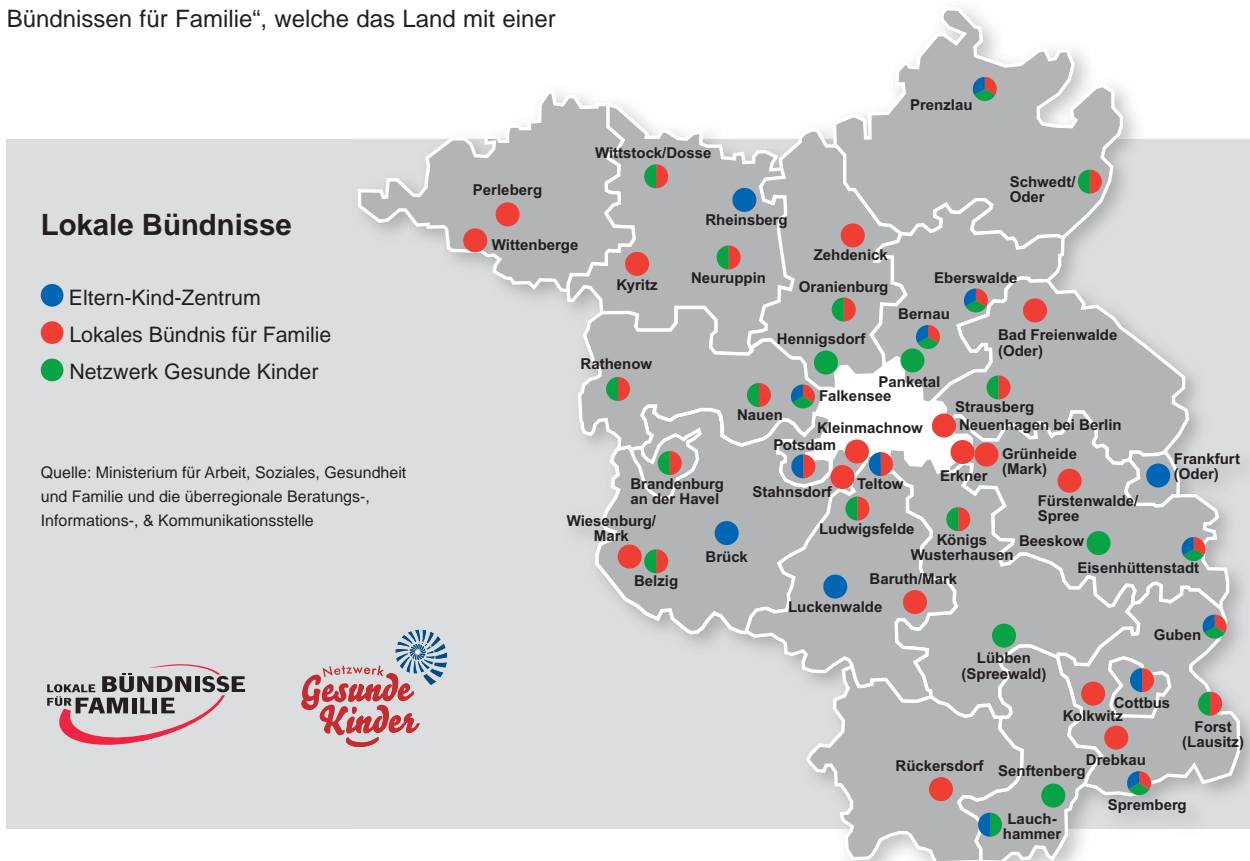 Bündnissen für Familie“, welche das Land mit einer
Lokale Bündnisse
Eltern-Kind-Zentrum
Lokales Bündnis für Familie
Netzwerk Gesunde Kinder
Quelle: Ministerium für Arbeit, Soziales, Gesundheit
und Familie und die überregionale Beratungs-,
Informations-, & Kommunikationsstelle
LOKALE BÜNDNISSE
FÜR FAMILIE
Netzwerk
Gesunde
Kinder
Prenzlau
Wittstock/Dosse
Schwedt/
Oder
Perleberg
Rheinsberg
Wittenberge
Zehdenick
Kyritz
Neuruppin
Eberswalde
Oranienburg
Bernau
Bad Freienwalde
(Oder)
Hennigsdorf
Rathenow
Panketal
Falkensee
Nauen
Strausberg
Neuenhagen bei Berlin
Kleinmachnow
Potsdam
Grünheide
(Mark)
Frankfurt
(Oder)
Erkner
Brandenburg
an der Havel
Stahnsdorf
Teltow
Fürstenwalde/
Spree
Wiesenburg/
Mark
Ludwigsfelde
Königs
Wusterhausen
Beeskow
Brück
Eisenhüttenstadt
Belzig
Baruth/Mark
Luckenwalde
Guben
Lübben
(Spreewald)
Cottbus
Kolkwitz
Forst
(Lausitz)
Drebkau
Rückersdorf
Senftenberg
Spremberg
Lauch-
hammer